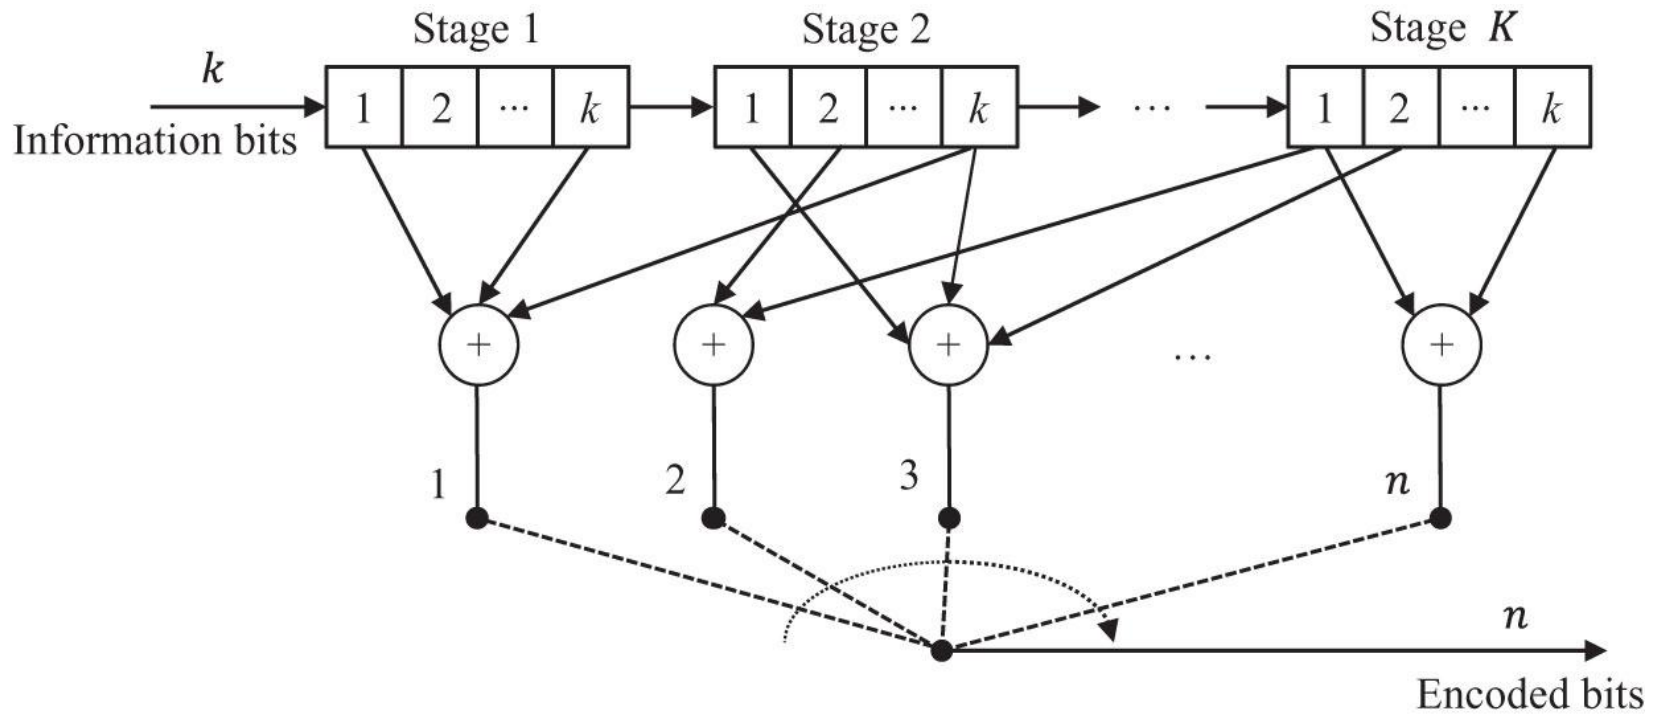 Stage 1
Stage 2
Stage K
k
Information bits
1 2 ... k
1 2 ... k
...
1 2 ... k
+
+
+
...
+
1
2
3
n
n
Encoded bits